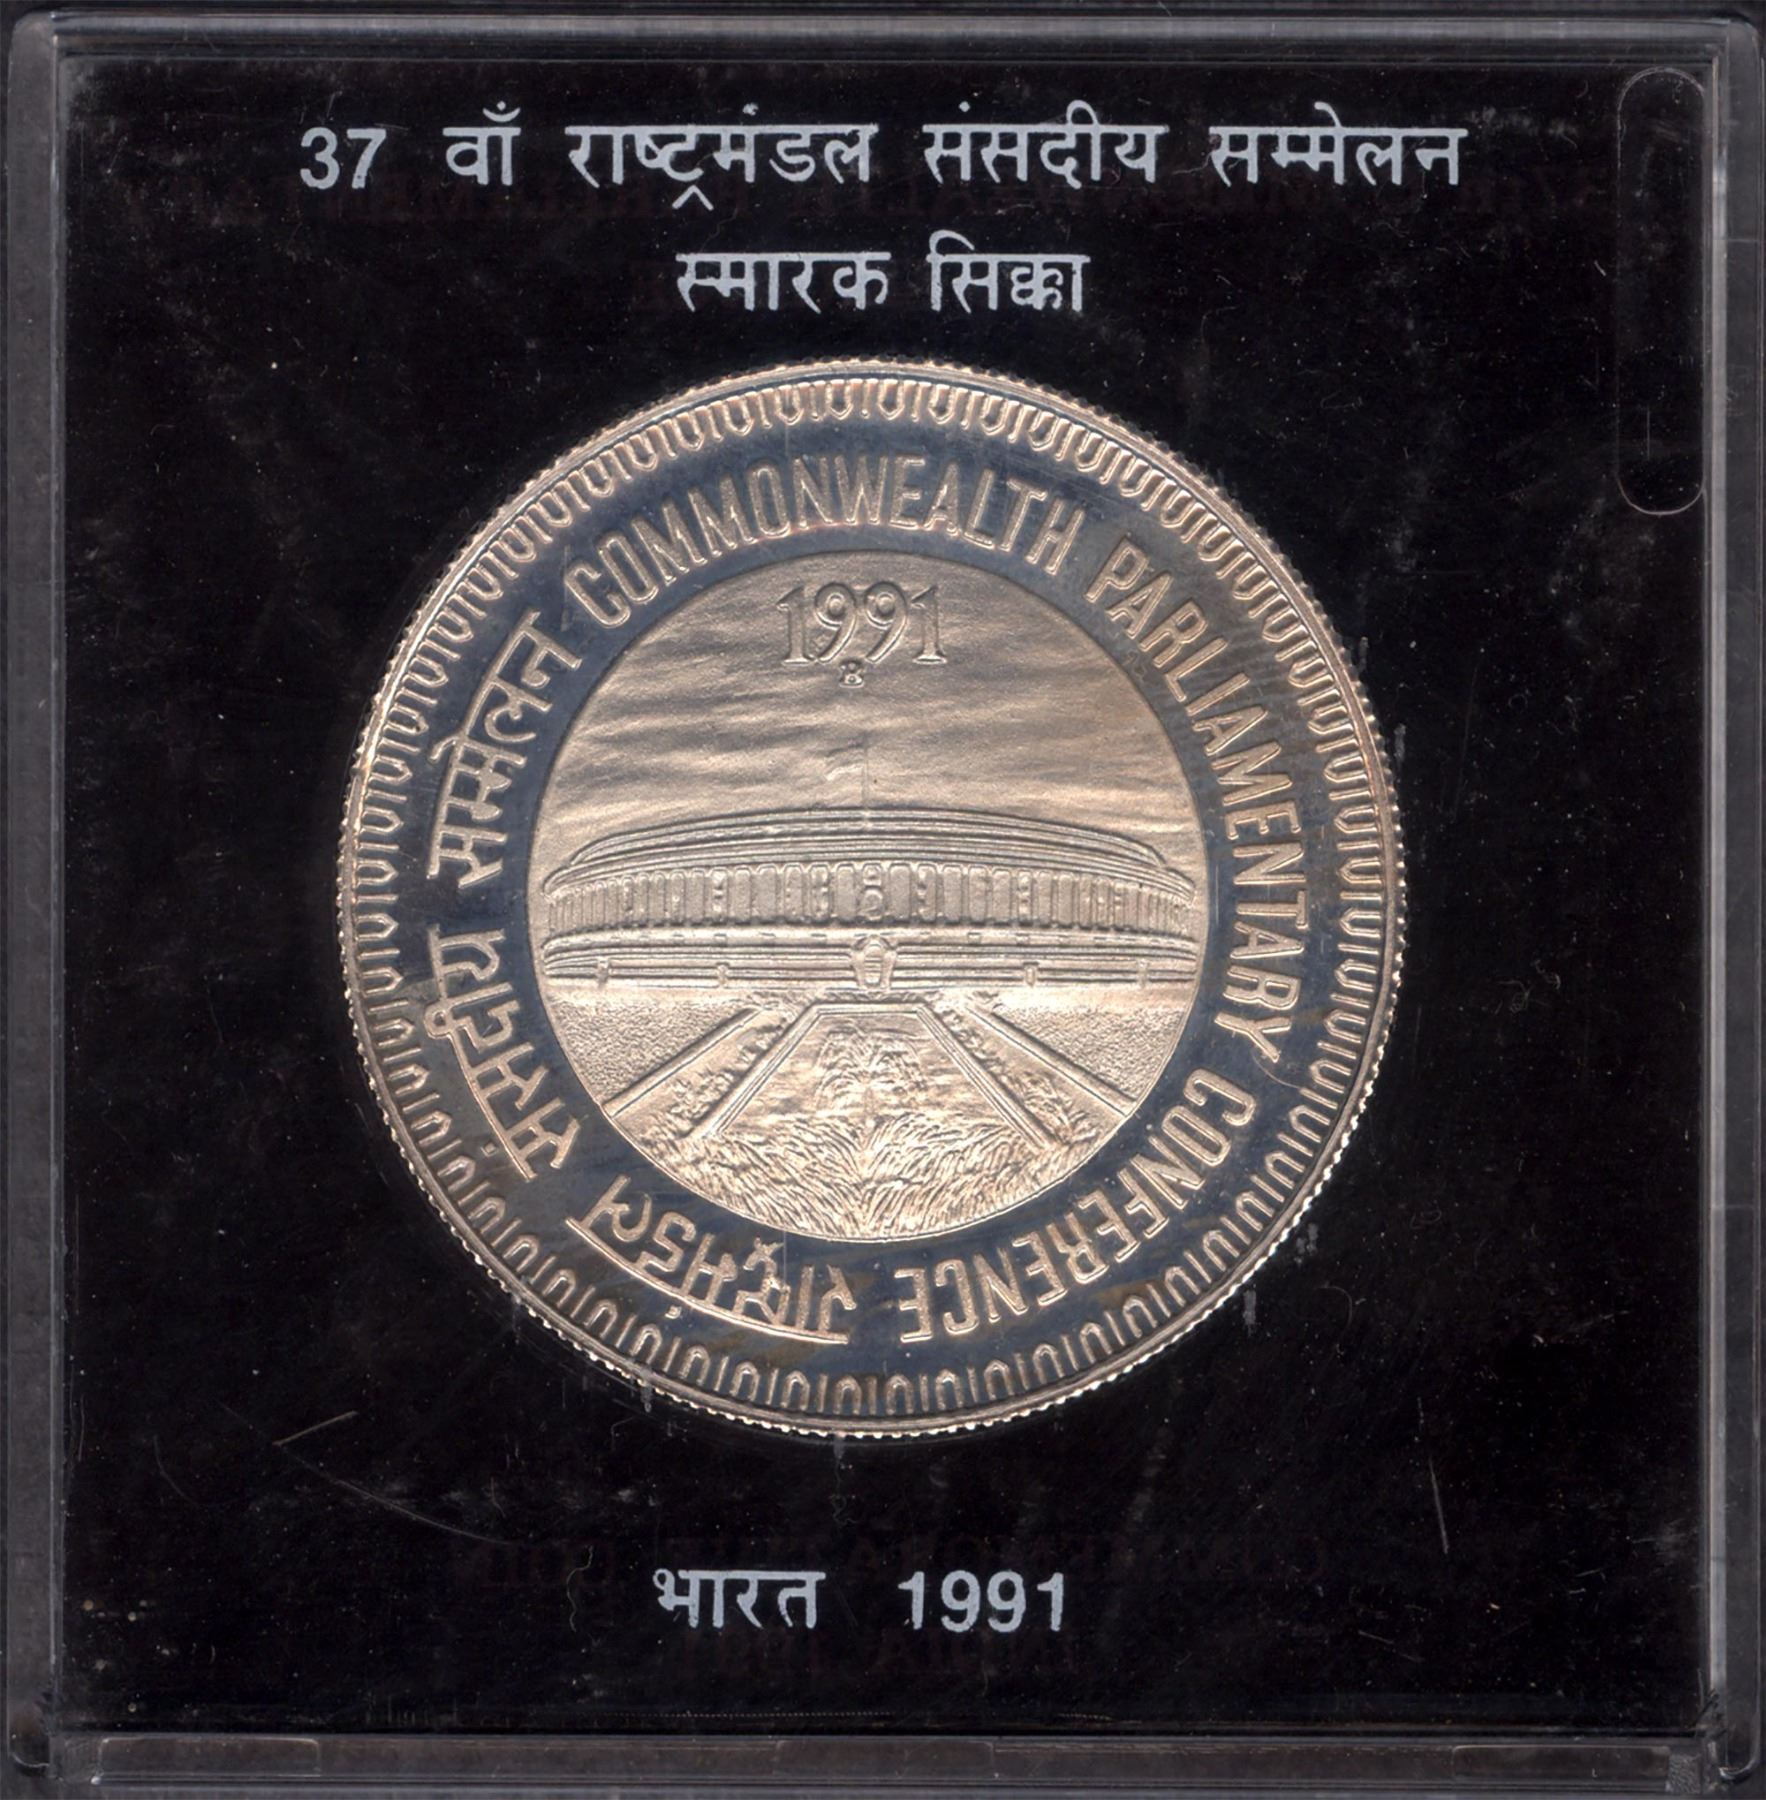 37 वाँ राष्ट्रमंडल संसदीय सम्मेलन
स्मारक सिक्का
राष्ट्रमंडल संसदीय सम्मेलन COMMONWEALTH PARLIAMENTARY CONFERENCE
1991
B
भारत 1991